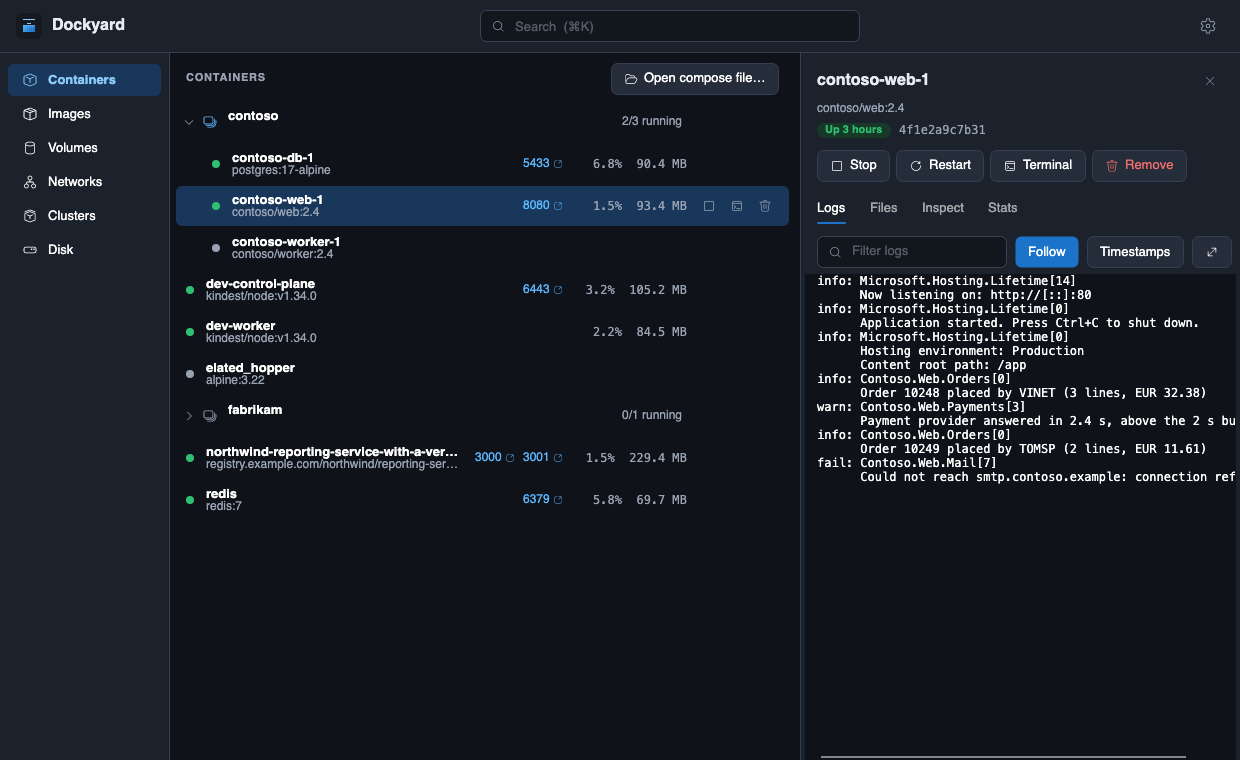 Dockyard
Search (⌘K)
Containers
Images
Volumes
Networks
Clusters
Disk
CONTAINERS
Open compose file…
contoso
2/3 running
contoso-db-1
postgres:17-alpine
5433
6.8% 90.4 MB
contoso-web-1
contoso/web:2.4
8080
1.5% 93.4 MB
contoso-worker-1
contoso/worker:2.4
dev-control-plane
kindest/node:v1.34.0
6443
3.2% 105.2 MB
dev-worker
kindest/node:v1.34.0
2.2% 84.5 MB
elated_hopper
alpine:3.22
fabrikam
0/1 running
northwind-reporting-service-with-a-ver…
registry.example.com/northwind/reporting-ser…
3000 3001
1.5% 229.4 MB
redis
redis:7
6379
5.8% 69.7 MB
contoso-web-1
contoso/web:2.4
Up 3 hours 4f1e2a9c7b31
Stop Restart Terminal Remove
Logs Files Inspect Stats
Filter logs
Follow Timestamps
info: Microsoft.Hosting.Lifetime[14]
Now listening on: http://[::]:80
info: Microsoft.Hosting.Lifetime[0]
Application started. Press Ctrl+C to shut down.
info: Microsoft.Hosting.Lifetime[0]
Hosting environment: Production
Content root path: /app
info: Contoso.Web.Orders[0]
Order 10248 placed by VINET (3 lines, EUR 32.38)
warn: Contoso.Web.Payments[3]
Payment provider answered in 2.4 s, above the 2 s bu
info: Contoso.Web.Orders[0]
Order 10249 placed by TOMSP (2 lines, EUR 11.61)
fail: Contoso.Web.Mail[7]
Could not reach smtp.contoso.example: connection ref